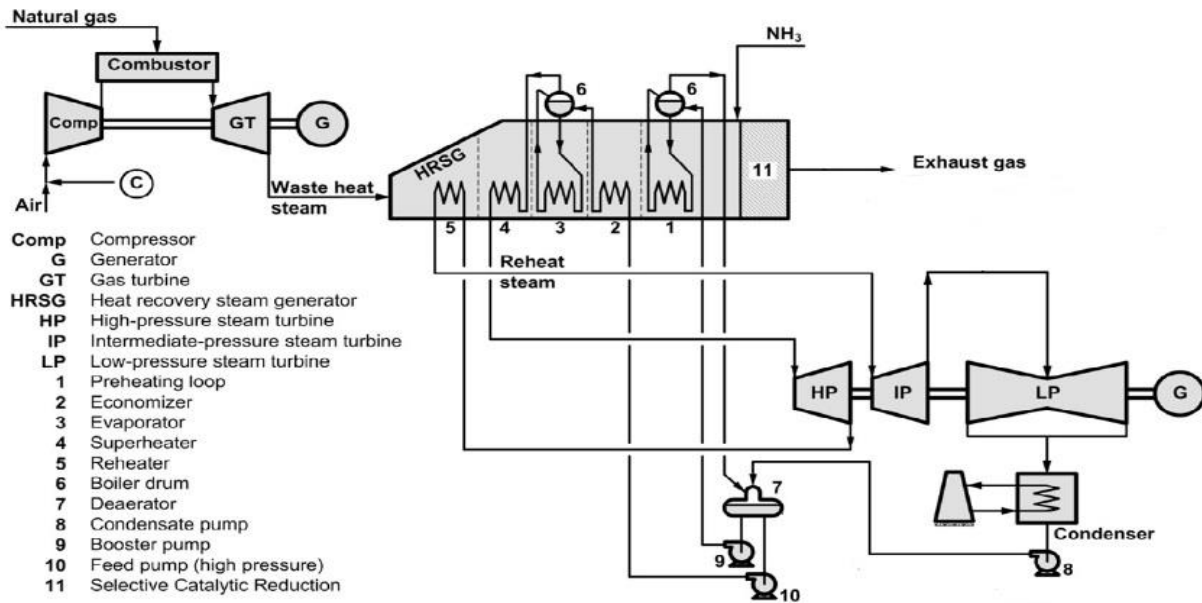 Natural gas
Combustor
Comp
GT
G
C
Air
Waste heat
steam
HRSG
NH3
6
6
11
Exhaust gas
5
4
3
2
1
Reheat
steam
HP
IP
LP
G
7
9
10
8
Condenser
Comp Compressor
G Generator
GT Gas turbine
HRSG Heat recovery steam generator
HP High-pressure steam turbine
IP Intermediate-pressure steam turbine
LP Low-pressure steam turbine
1 Preheating loop
2 Economizer
3 Evaporator
4 Superheater
5 Reheater
6 Boiler drum
7 Deaerator
8 Condensate pump
9 Booster pump
10 Feed pump (high pressure)
11 Selective Catalytic Reduction